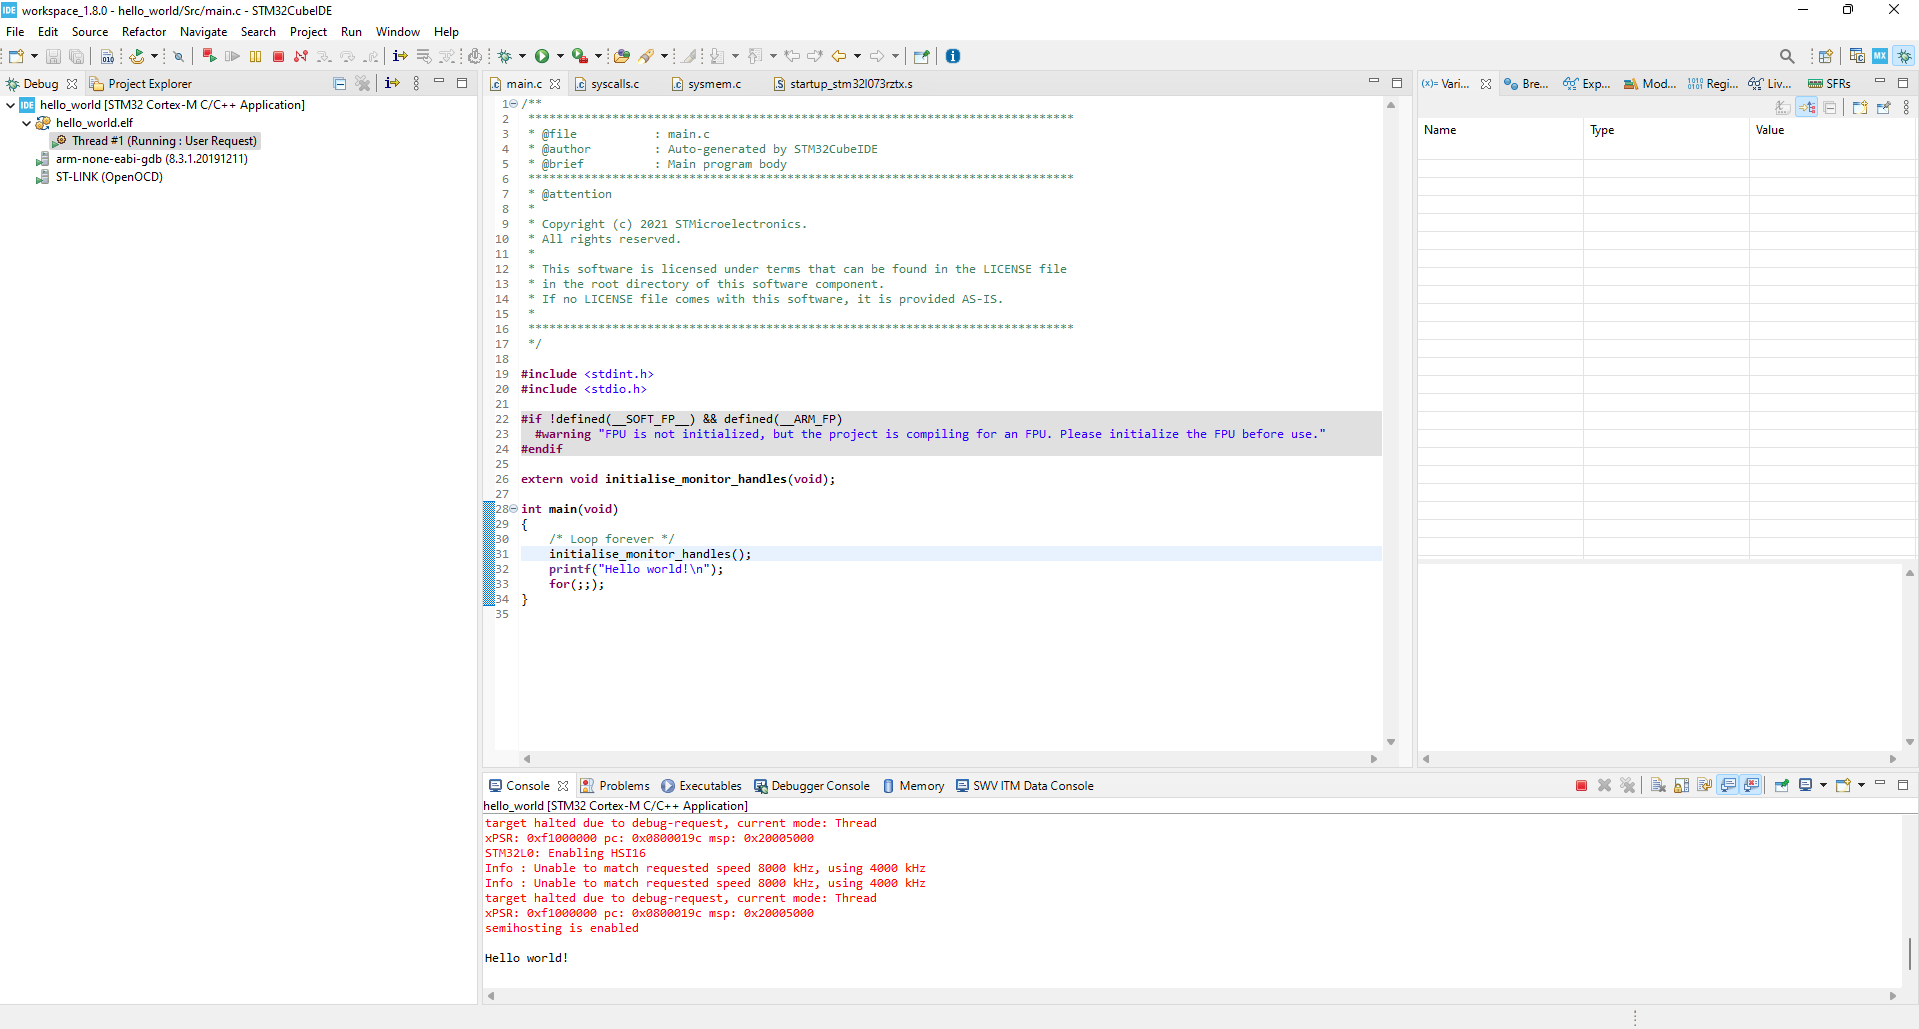 IDE workspace_1.8.0 - hello_world/Src/main.c - STM32CubeIDE
File Edit Source Refactor Navigate Search Project Run Window Help
Debug Project Explorer
IDE hello_world [STM32 Cortex-M C/C++ Application]
hello_world.elf
Thread #1 (Running : User Request)
arm-none-eabi-gdb (8.3.1.20191211)
ST-LINK (OpenOCD)
main.c syscalls.c sysmem.c startup_stm32l073rztx.s
1 /**
2 ******************************************************************************
3 * @file : main.c
4 * @author : Auto-generated by STM32CubeIDE
5 * @brief : Main program body
6 ******************************************************************************
7 * @attention
8 *
9 * Copyright (c) 2021 STMicroelectronics.
10 * All rights reserved.
11 *
12 * This software is licensed under terms that can be found in the LICENSE file
13 * in the root directory of this software component.
14 * If no LICENSE file comes with this software, it is provided AS-IS.
15 *
16 ******************************************************************************
17 */
18
19 #include <stdint.h>
20 #include <stdio.h>
21
22 #if !defined(__SOFT_FP__) && defined(__ARM_FP)
23 #warning "FPU is not initialized, but the project is compiling for an FPU. Please initialize the FPU before use."
24 #endif
25
26 extern void initialise_monitor_handles(void);
27
28 int main(void)
29 {
30 /* Loop forever */
31 initialise_monitor_handles();
32 printf("Hello world!\n");
33 for(;;);
34 }
35
(x)= Vari... Bre... Exp... Mod... Regi... Liv... SFRs
Name Type Value
Console Problems Executables Debugger Console Memory SWV ITM Data Console
hello_world [STM32 Cortex-M C/C++ Application]
target halted due to debug-request, current mode: Thread
xPSR: 0xf1000000 pc: 0x0800019c msp: 0x20005000
STM32L0: Enabling HSI16
Info : Unable to match requested speed 8000 kHz, using 4000 kHz
Info : Unable to match requested speed 8000 kHz, using 4000 kHz
target halted due to debug-request, current mode: Thread
xPSR: 0xf1000000 pc: 0x0800019c msp: 0x20005000
semihosting is enabled
Hello world!